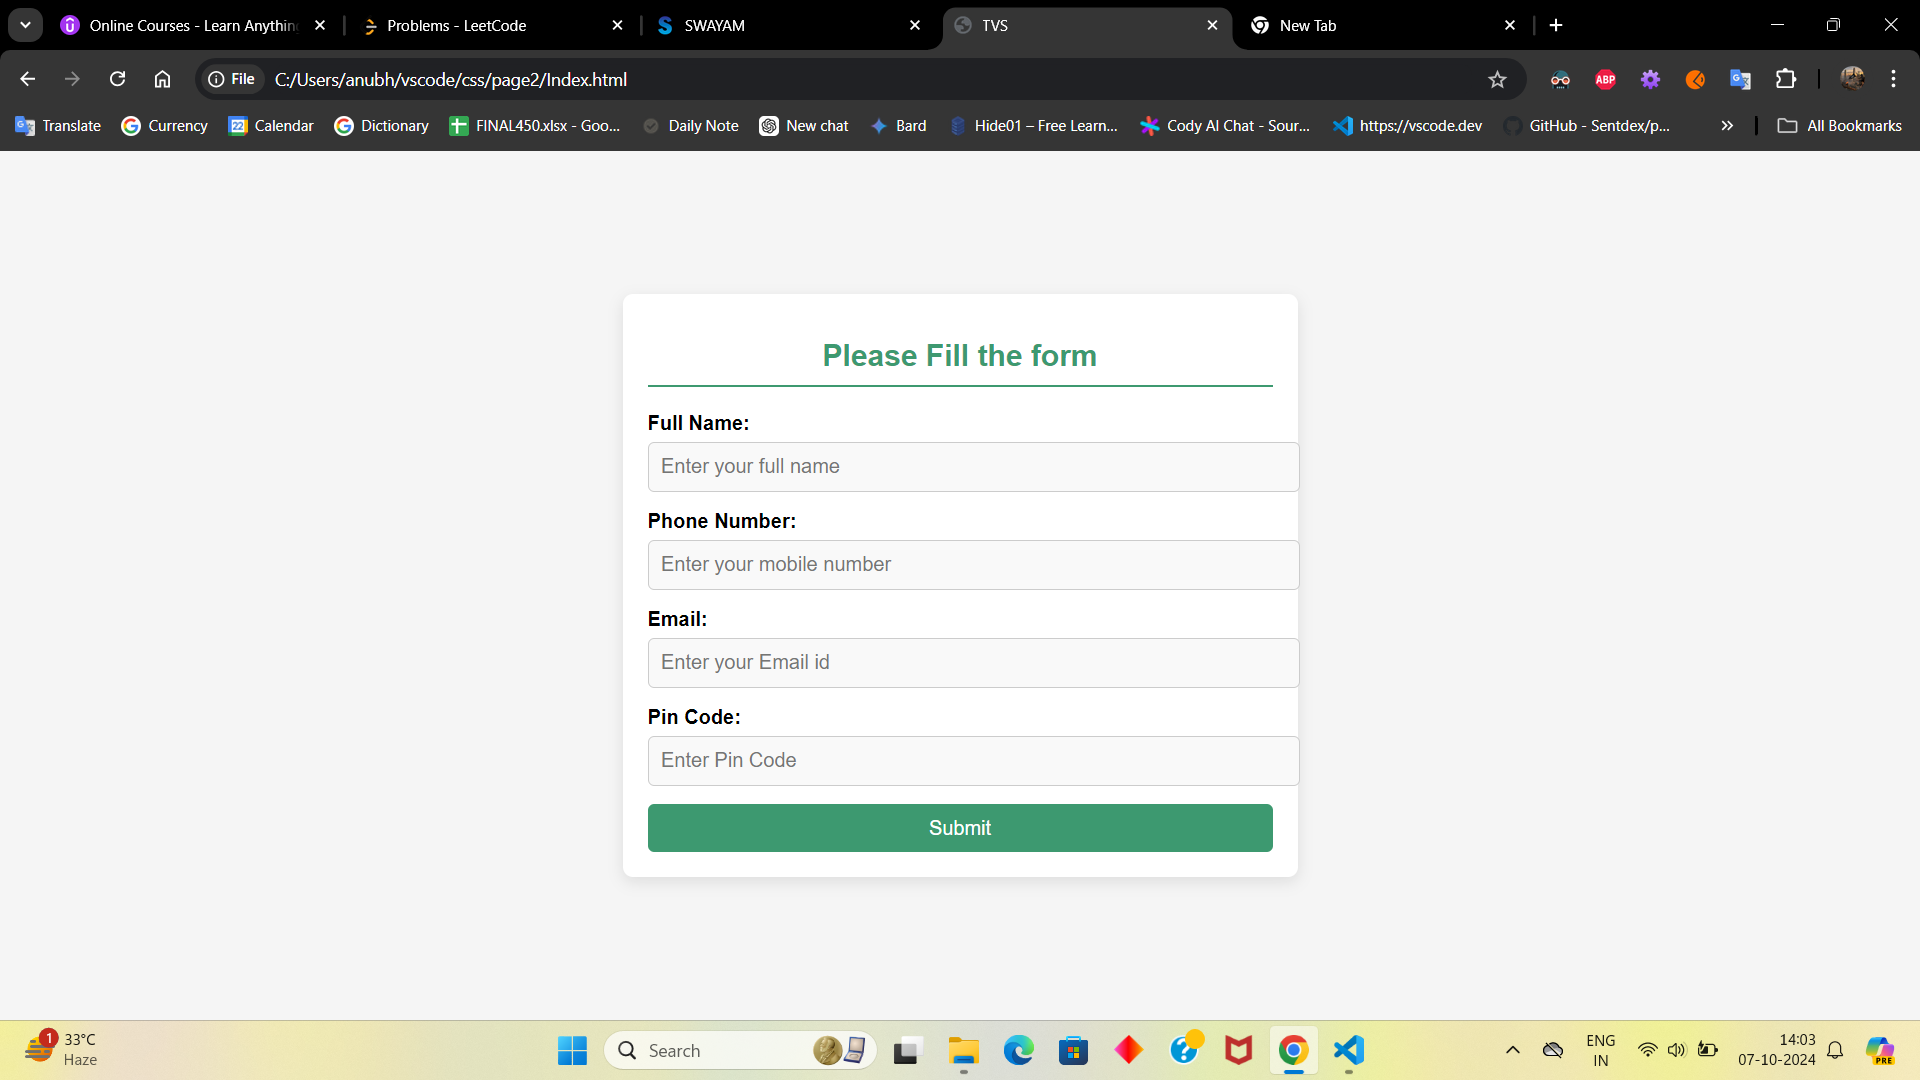 Online Courses - Learn Anythin
Problems - LeetCode
SWAYAM
TVS
New Tab
File
C:/Users/anubh/vscode/css/page2/Index.html
ABP
Translate
Currency
22
Calendar
Dictionary
FINAL450.xlsx - Goo...
Daily Note
New chat
Bard
Hide01 – Free Learn...
Cody AI Chat - Sour...
https://vscode.dev
GitHub - Sentdex/p...
All Bookmarks
Please Fill the form
Full Name:
Enter your full name
Phone Number:
Enter your mobile number
Email:
Enter your Email id
Pin Code:
Enter Pin Code
Submit
1
33°C
Haze
Search
ENG
IN
14:03
07-10-2024
PRE